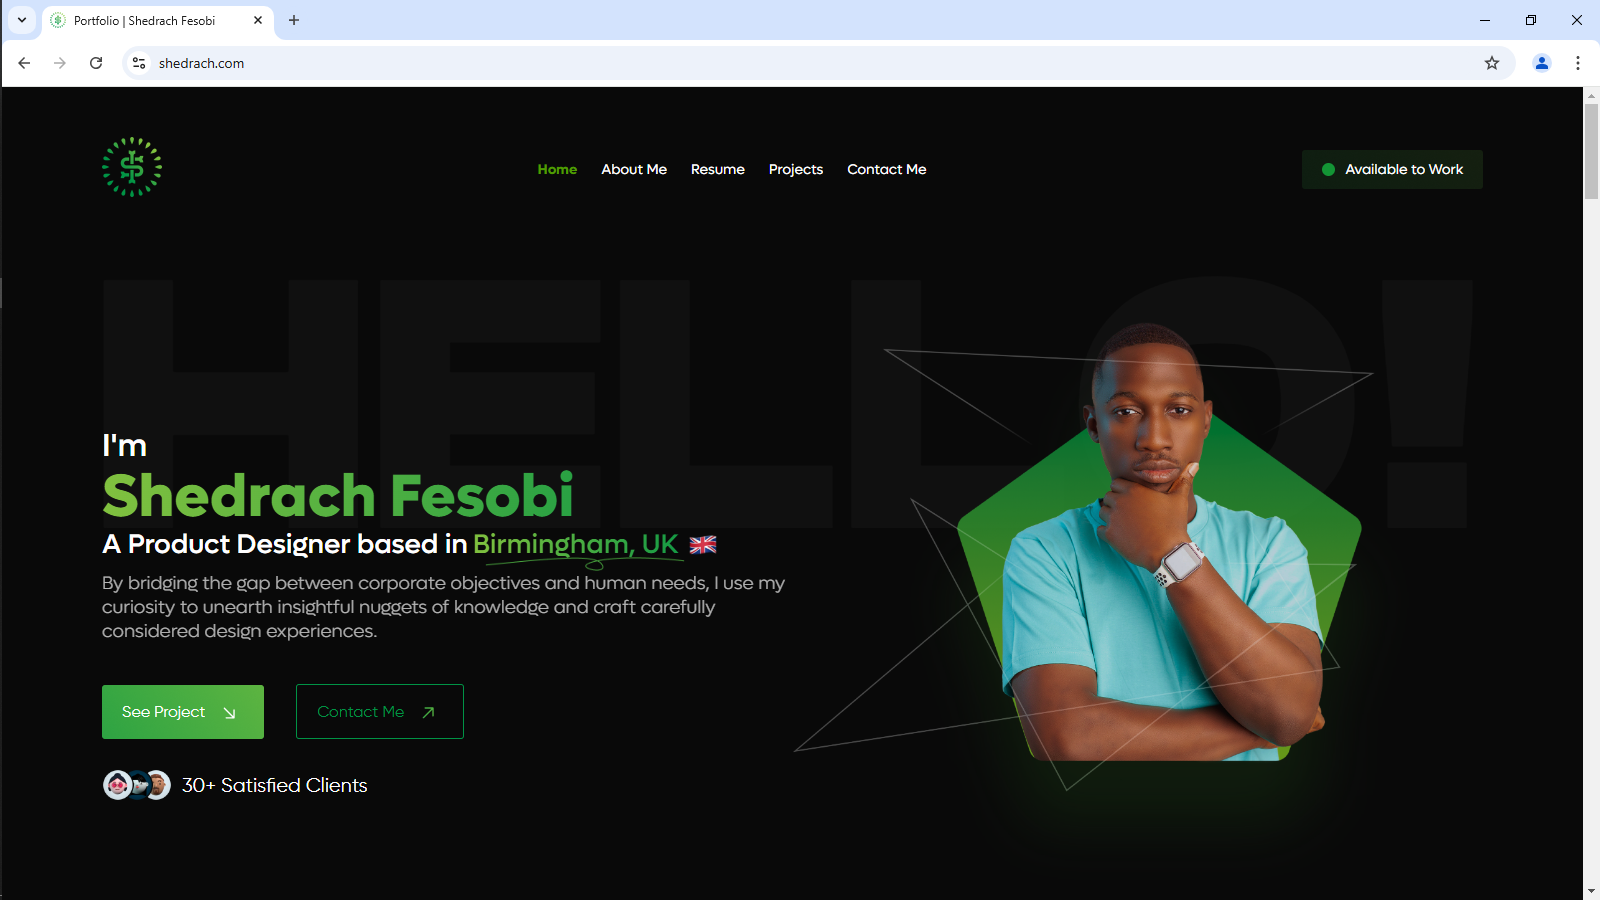 Portfolio | Shedrach Fesobi
shedrach.com
Home About Me Resume Projects Contact Me
Available to Work
HELLO!
I'm
Shedrach Fesobi
A Product Designer based in Birmingham, UK 🇬🇧
By bridging the gap between corporate objectives and human needs, I use my
curiosity to unearth insightful nuggets of knowledge and craft carefully
considered design experiences.
See Project
Contact Me
30+ Satisfied Clients